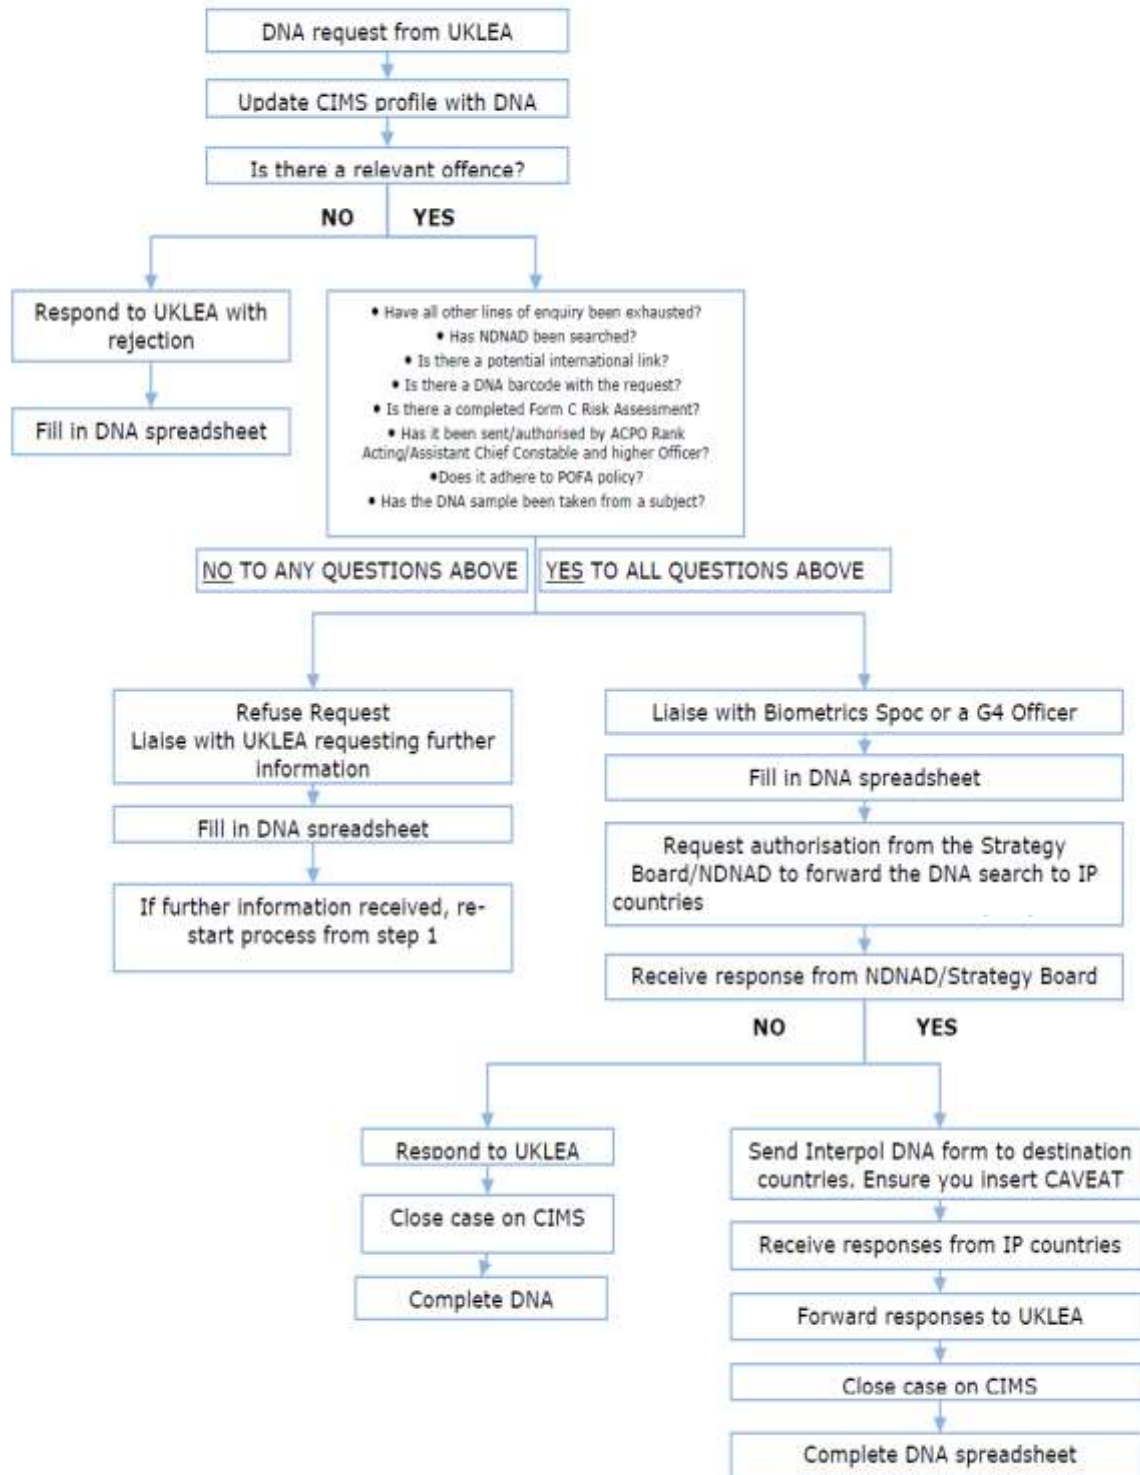 DNA request from UKLEA
Update CIMS profile with DNA
Is there a relevant offence?
NO
YES
Respond to UKLEA with
rejection
Fill in DNA spreadsheet
• Have all other lines of enquiry been exhausted?
• Has NDNAD been searched?
• Is there a potential international link?
• Is there a DNA barcode with the request?
• Is there a completed Form C Risk Assessment?
• Has it been sent/authorised by ACPO Rank
Acting/Assistant Chief Constable and higher Officer?
•Does it adhere to POFA policy?
• Has the DNA sample been taken from a subject?
NO TO ANY QUESTIONS ABOVE
YES TO ALL QUESTIONS ABOVE
Refuse Request
Liaise with UKLEA requesting further
information
Fill in DNA spreadsheet
If further information received, re-
start process from step 1
Liaise with Biometrics Spoc or a G4 Officer
Fill in DNA spreadsheet
Request authorisation from the Strategy
Board/NDNAD to forward the DNA search to IP
countries
Receive response from NDNAD/Strategy Board
NO
YES
Respond to UKLEA
Close case on CIMS
Complete DNA
Send Interpol DNA form to destination
countries. Ensure you insert CAVEAT
Receive responses from IP countries
Forward responses to UKLEA
Close case on CIMS
Complete DNA spreadsheet